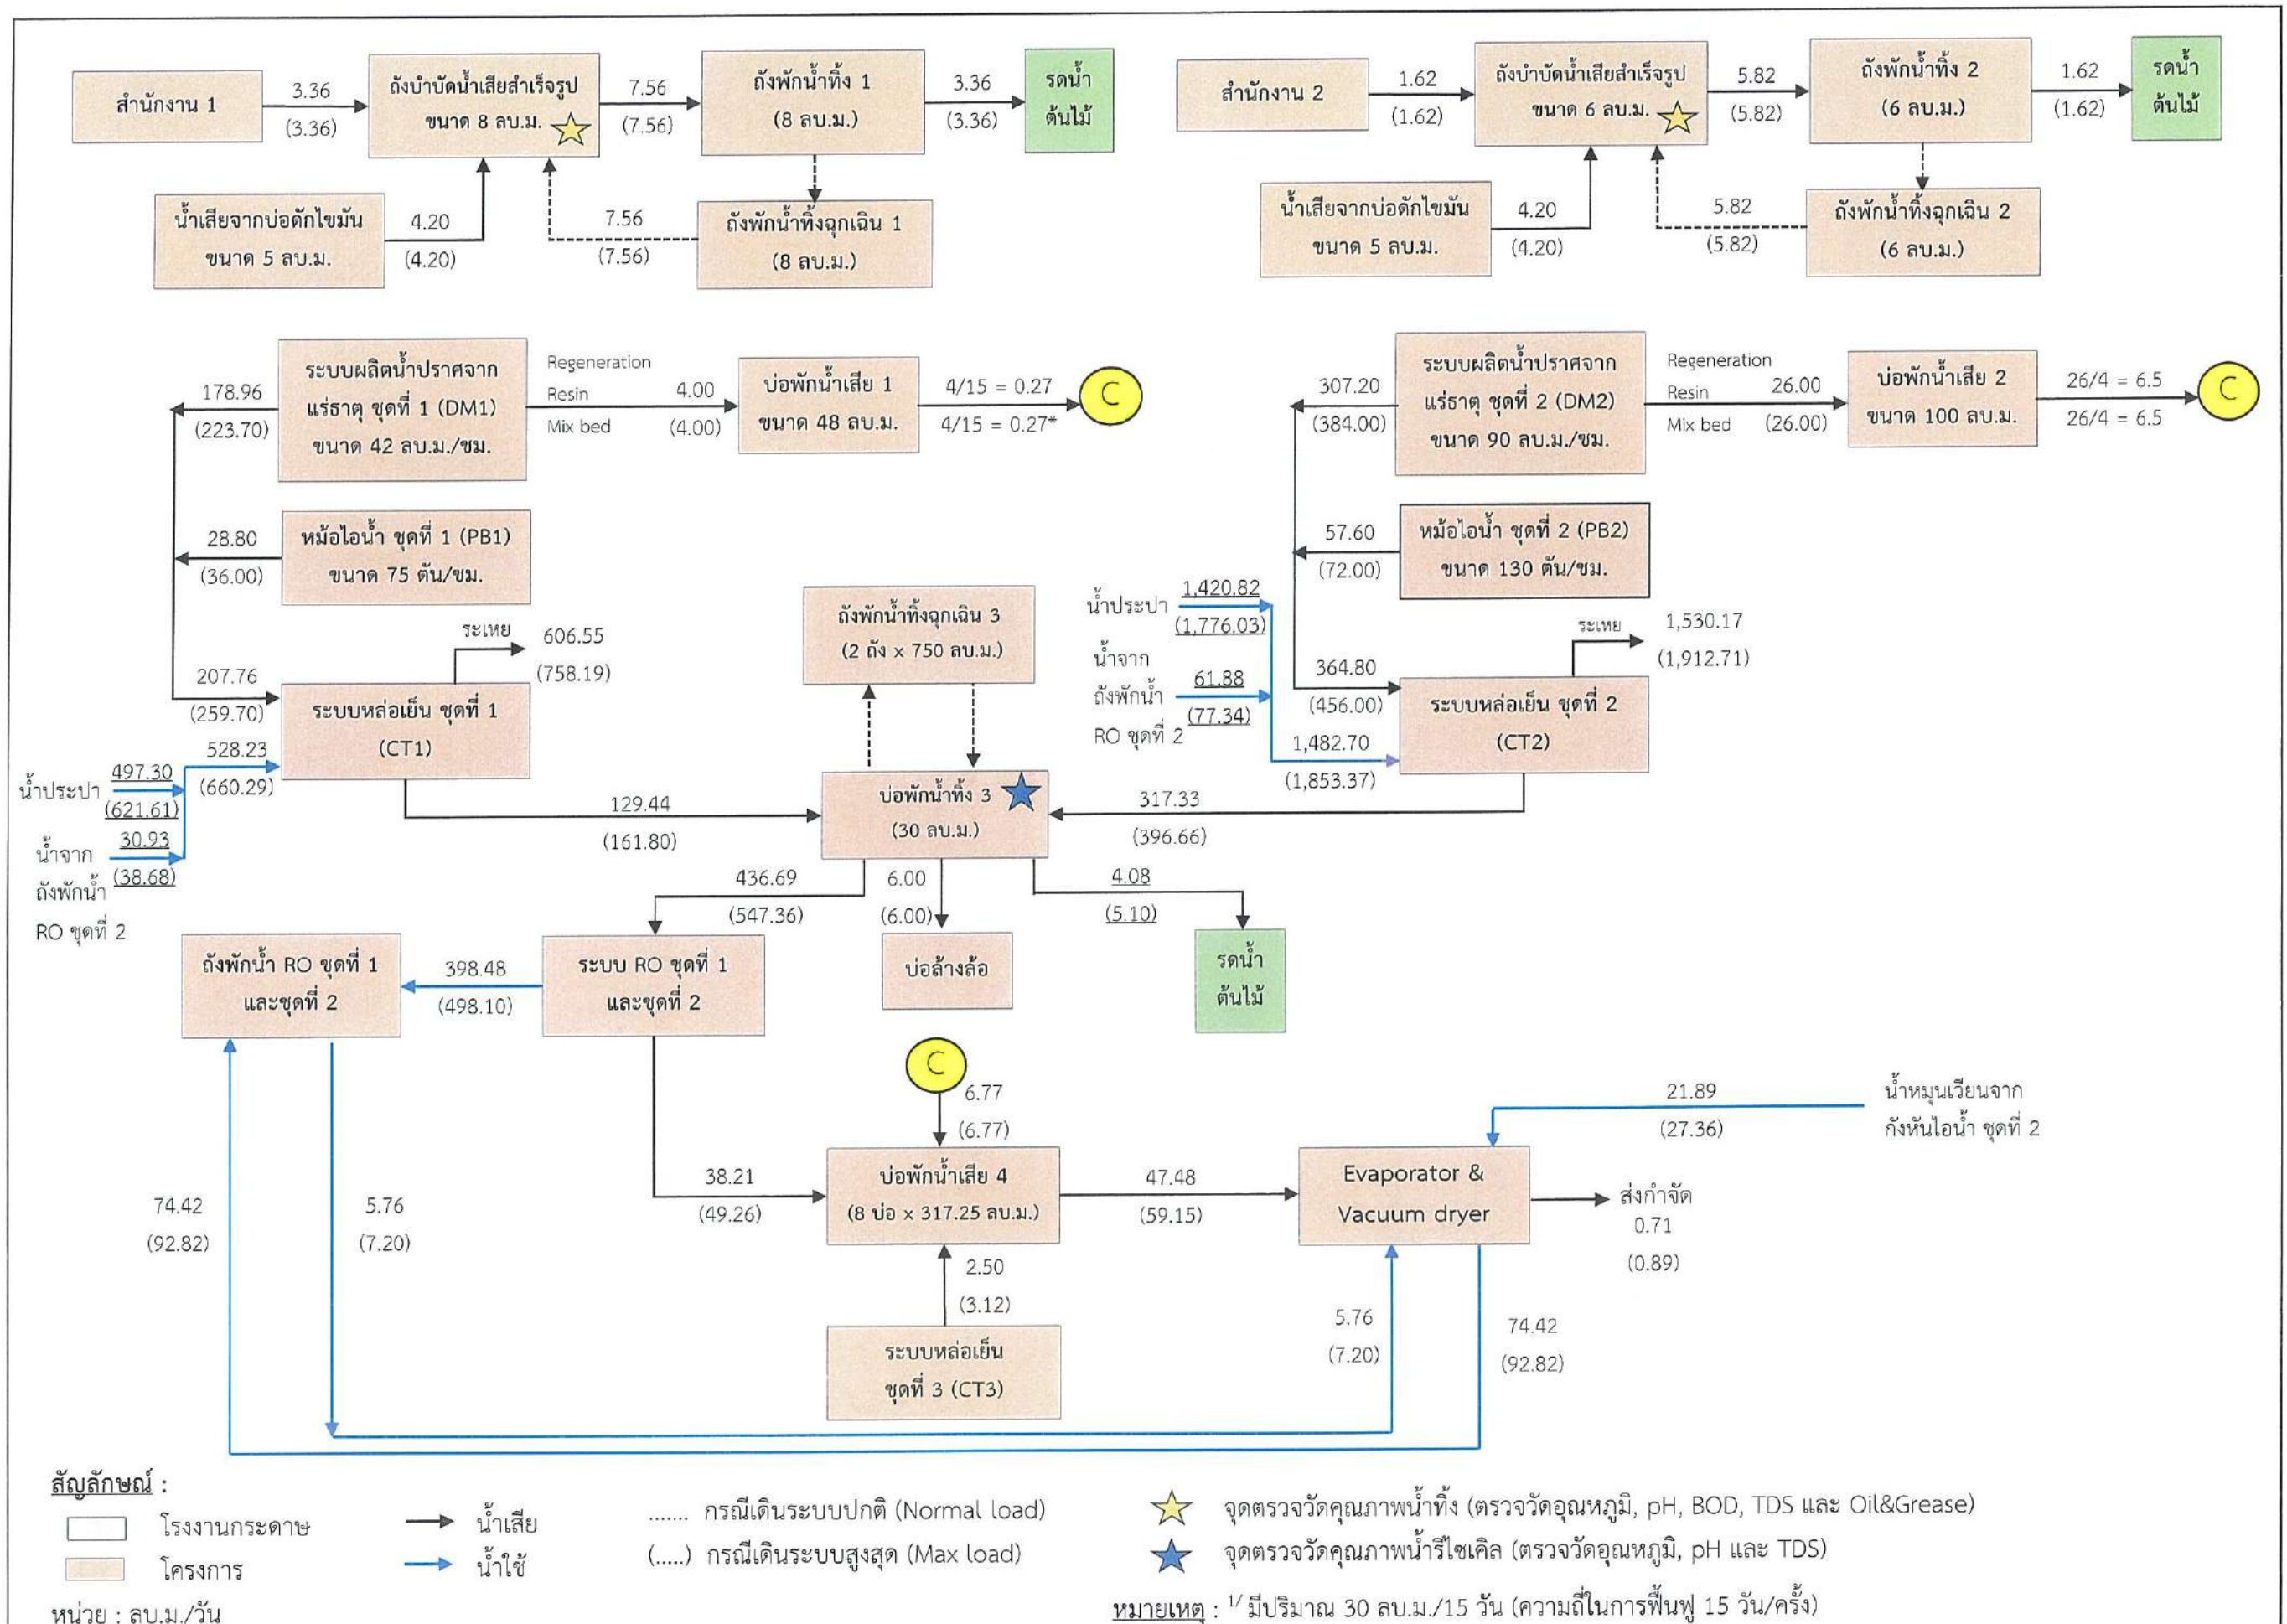 สำนักงาน 1
3.36
(3.36)
ถังบำบัดน้ำเสียสำเร็จรูป
ขนาด 8 ลบ.ม.
7.56
(7.56)
ถังพักน้ำทิ้ง 1
(8 ลบ.ม.)
3.36
(3.36)
รดน้ำ
ต้นไม้
น้ำเสียจากบ่อดักไขมัน
ขนาด 5 ลบ.ม.
4.20
(4.20)
7.56
(7.56)
ถังพักน้ำทิ้งฉุกเฉิน 1
(8 ลบ.ม.)
สำนักงาน 2
1.62
(1.62)
ถังบำบัดน้ำเสียสำเร็จรูป
ขนาด 6 ลบ.ม.
5.82
(5.82)
ถังพักน้ำทิ้ง 2
(6 ลบ.ม.)
1.62
(1.62)
รดน้ำ
ต้นไม้
น้ำเสียจากบ่อดักไขมัน
ขนาด 5 ลบ.ม.
4.20
(4.20)
5.82
(5.82)
ถังพักน้ำทิ้งฉุกเฉิน 2
(6 ลบ.ม.)
178.96
(223.70)
ระบบผลิตน้ำปราศจาก
แร่ธาตุ ชุดที่ 1 (DM1)
ขนาด 42 ลบ.ม./ชม.
Regeneration
Resin
Mix bed
4.00
(4.00)
บ่อพักน้ำเสีย 1
ขนาด 48 ลบ.ม.
4/15 = 0.27
4/15 = 0.27*
C
307.20
(384.00)
ระบบผลิตน้ำปราศจาก
แร่ธาตุ ชุดที่ 2 (DM2)
ขนาด 90 ลบ.ม./ชม.
Regeneration
Resin
Mix bed
26.00
(26.00)
บ่อพักน้ำเสีย 2
ขนาด 100 ลบ.ม.
26/4 = 6.5
26/4 = 6.5
C
28.80
(36.00)
หม้อไอน้ำ ชุดที่ 1 (PB1)
ขนาด 75 ตัน/ชม.
ระเหย
606.55
(758.19)
207.76
(259.70)
ระบบหล่อเย็น ชุดที่ 1
(CT1)
528.23
(660.29)
น้ำประปา
497.30
(621.61)
น้ำจาก
ถังพักน้ำ
RO ชุดที่ 2
30.93
(38.68)
129.44
(161.80)
ถังพักน้ำทิ้งฉุกเฉิน 3
(2 ถัง x 750 ลบ.ม.)
บ่อพักน้ำทิ้ง 3
(30 ลบ.ม.)
57.60
(72.00)
หม้อไอน้ำ ชุดที่ 2 (PB2)
ขนาด 130 ตัน/ชม.
น้ำประปา
1,420.82
(1,776.03)
น้ำจาก
ถังพักน้ำ
RO ชุดที่ 2
61.88
(77.34)
ระเหย
1,530.17
(1,912.71)
364.80
(456.00)
ระบบหล่อเย็น ชุดที่ 2
(CT2)
1,482.70
(1,853.37)
317.33
(396.66)
436.69
(547.36)
6.00
(6.00)
4.08
(5.10)
ถังพักน้ำ RO ชุดที่ 1
และชุดที่ 2
398.48
(498.10)
ระบบ RO ชุดที่ 1
และชุดที่ 2
บ่อล้างล้อ
รดน้ำ
ต้นไม้
C
6.77
(6.77)
21.89
(27.36)
น้ำหมุนเวียนจาก
กังหันไอน้ำ ชุดที่ 2
74.42
(92.82)
5.76
(7.20)
38.21
(49.26)
บ่อพักน้ำเสีย 4
(8 บ่อ x 317.25 ลบ.ม.)
47.48
(59.15)
Evaporator &
Vacuum dryer
ส่งกำจัด
0.71
(0.89)
2.50
(3.12)
ระบบหล่อเย็น
ชุดที่ 3 (CT3)
5.76
(7.20)
74.42
(92.82)
สัญลักษณ์ :
โรงงานกระดาษ
โครงการ
หน่วย : ลบ.ม./วัน
น้ำเสีย
น้ำใช้
....... กรณีเดินระบบปกติ (Normal load)
(.....) กรณีเดินระบบสูงสุด (Max load)
จุดตรวจวัดคุณภาพน้ำทิ้ง (ตรวจวัดอุณหภูมิ, pH, BOD, TDS และ Oil&Grease)
จุดตรวจวัดคุณภาพน้ำรีไซเคิล (ตรวจวัดอุณหภูมิ, pH และ TDS)
หมายเหตุ : 1/ มีปริมาณ 30 ลบ.ม./15 วัน (ความถี่ในการฟื้นฟู 15 วัน/ครั้ง)